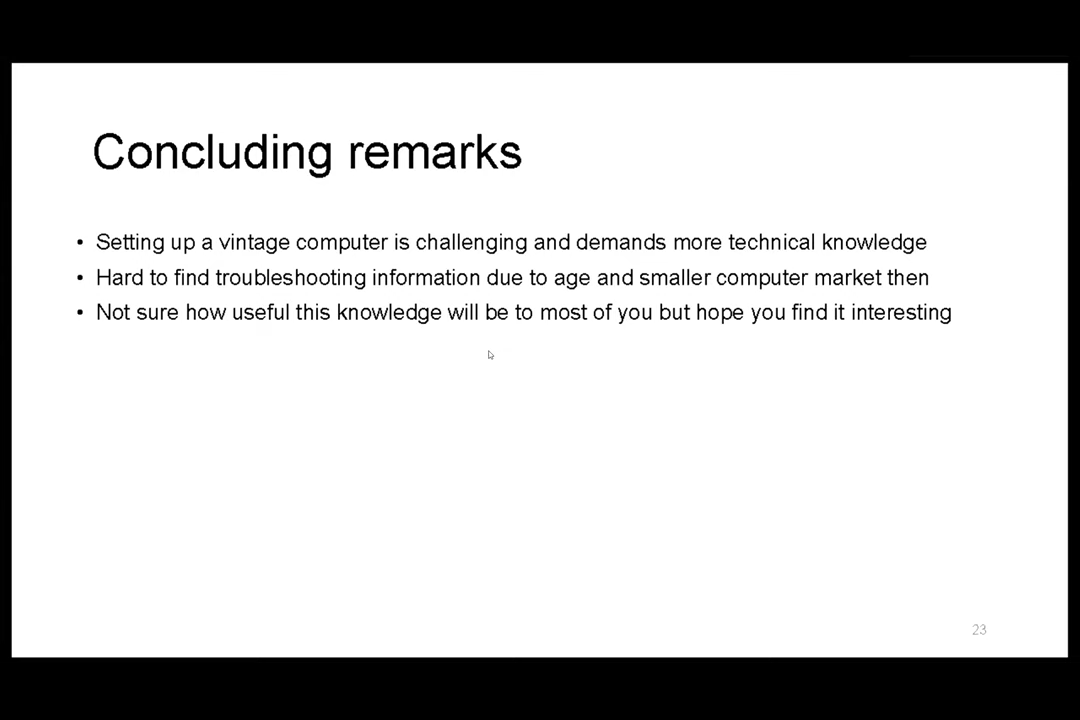 Concluding remarks
• Setting up a vintage computer is challenging and demands more technical knowledge
• Hard to find troubleshooting information due to age and smaller computer market then
• Not sure how useful this knowledge will be to most of you but hope you find it interesting
23